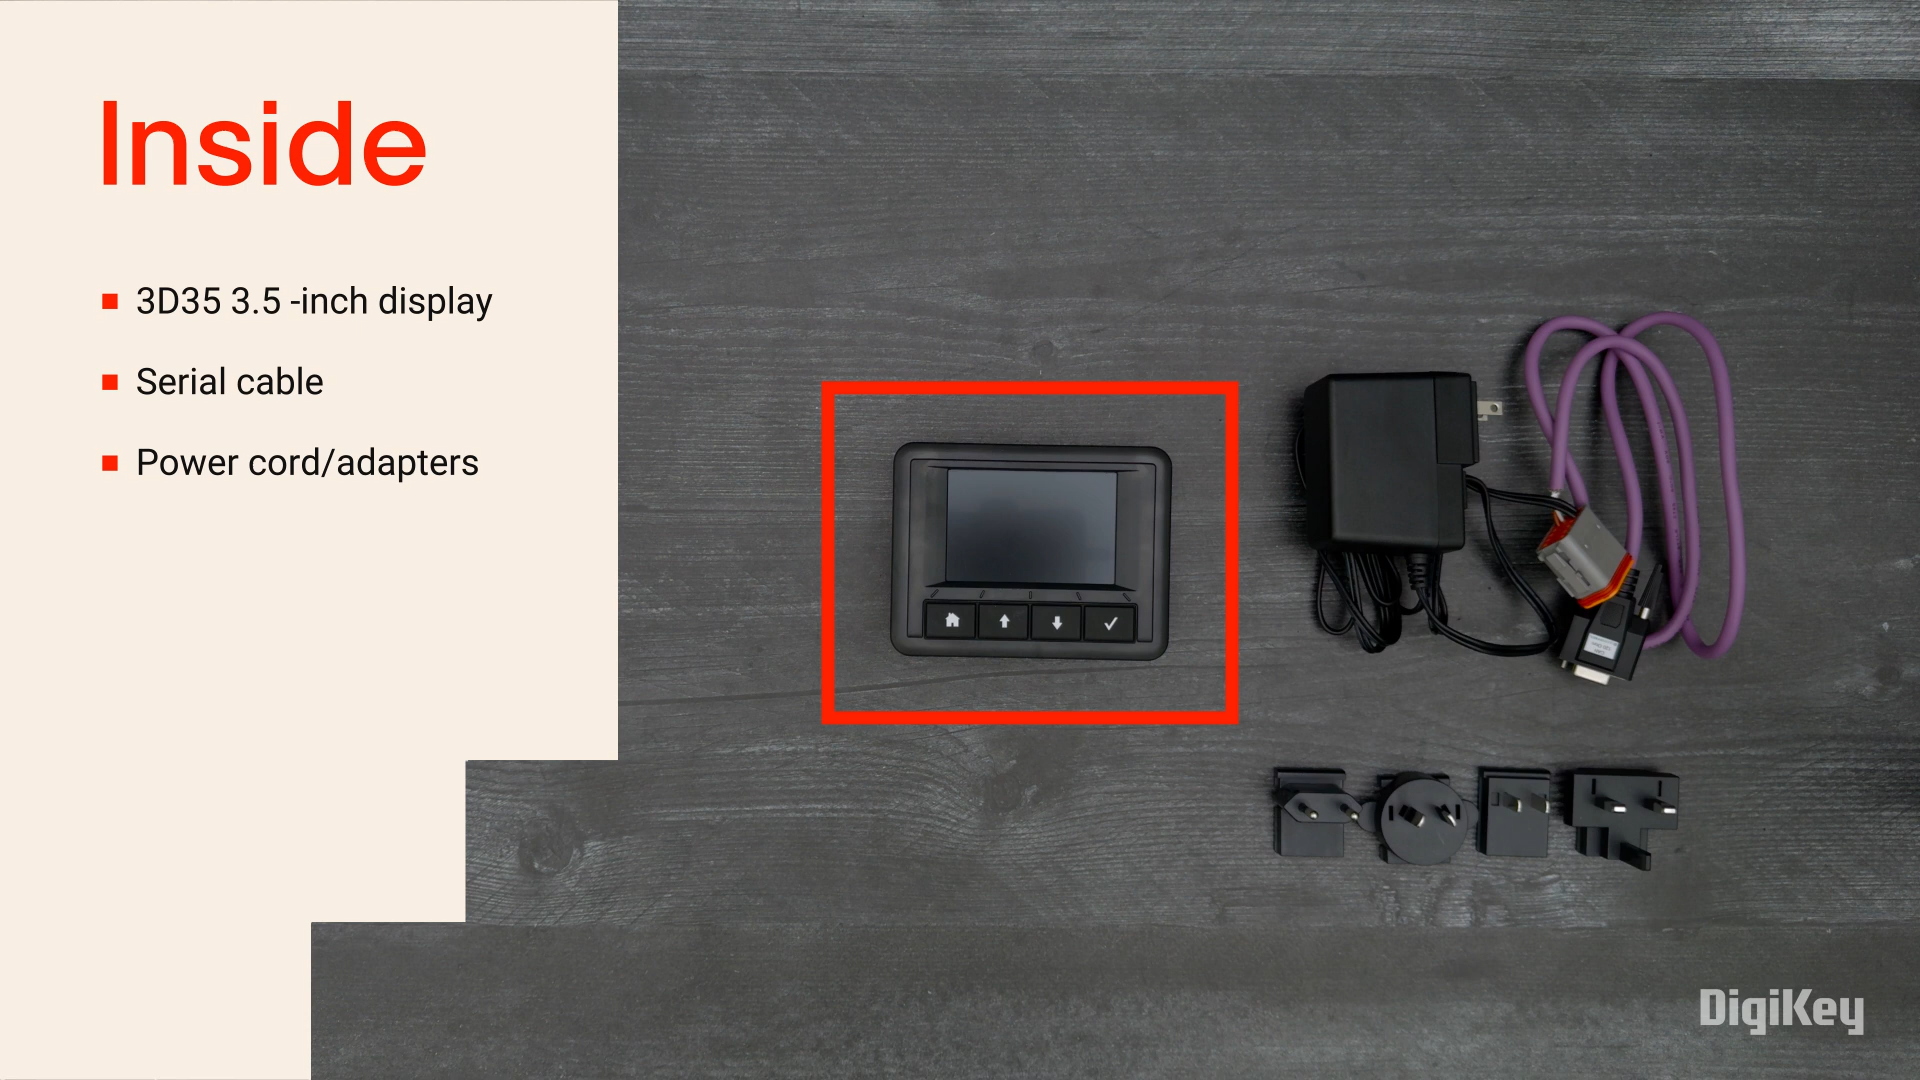 Inside
3D35 3.5 -inch display
Serial cable
Power cord/adapters
DigiKey